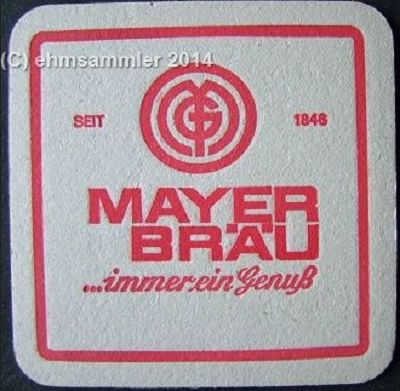 (C) ehmsammler 2014
SEIT 1846
MAYER
BRÄU
...immer ein Genuß